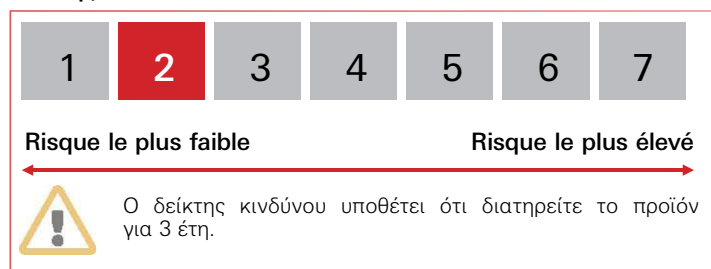 1 2 3 4 5 6 7
Risque le plus faible Risque le plus élevé
Ο δείκτης κινδύνου υποθέτει ότι διατηρείτε το προϊόν
για 3 έτη.